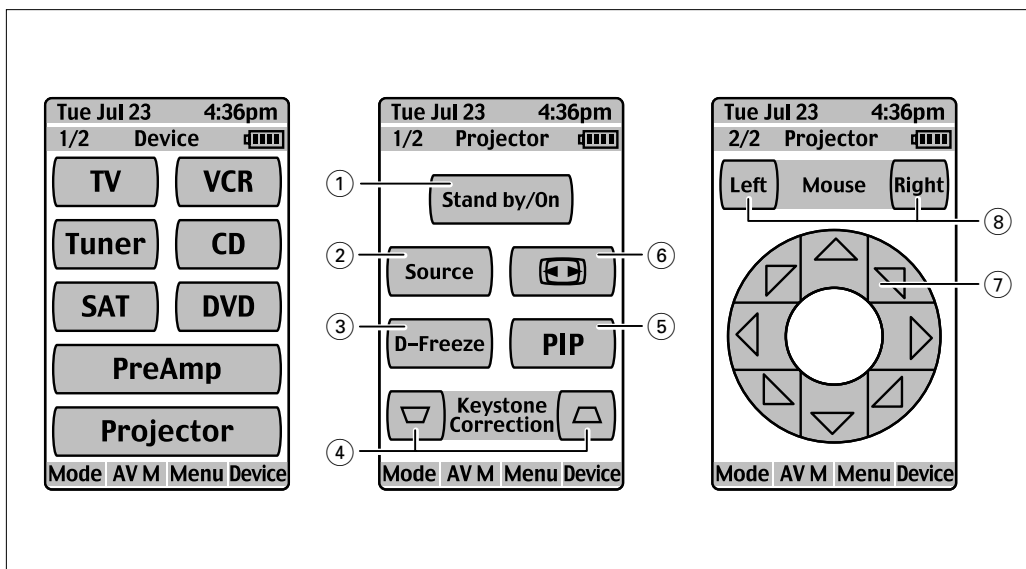 Tue Jul 23 4:36pm
1/2 Device
TV VCR
Tuner CD
SAT DVD
PreAmp
Projector
Mode AV M Menu Device
Tue Jul 23 4:36pm
1/2 Projector
① Stand by/On
② Source ⑥
③ D-Freeze PIP ⑤
Keystone
Correction
④
Mode AV M Menu Device
Tue Jul 23 4:36pm
2/2 Projector
Left Mouse Right
⑧
⑦
Mode AV M Menu Device